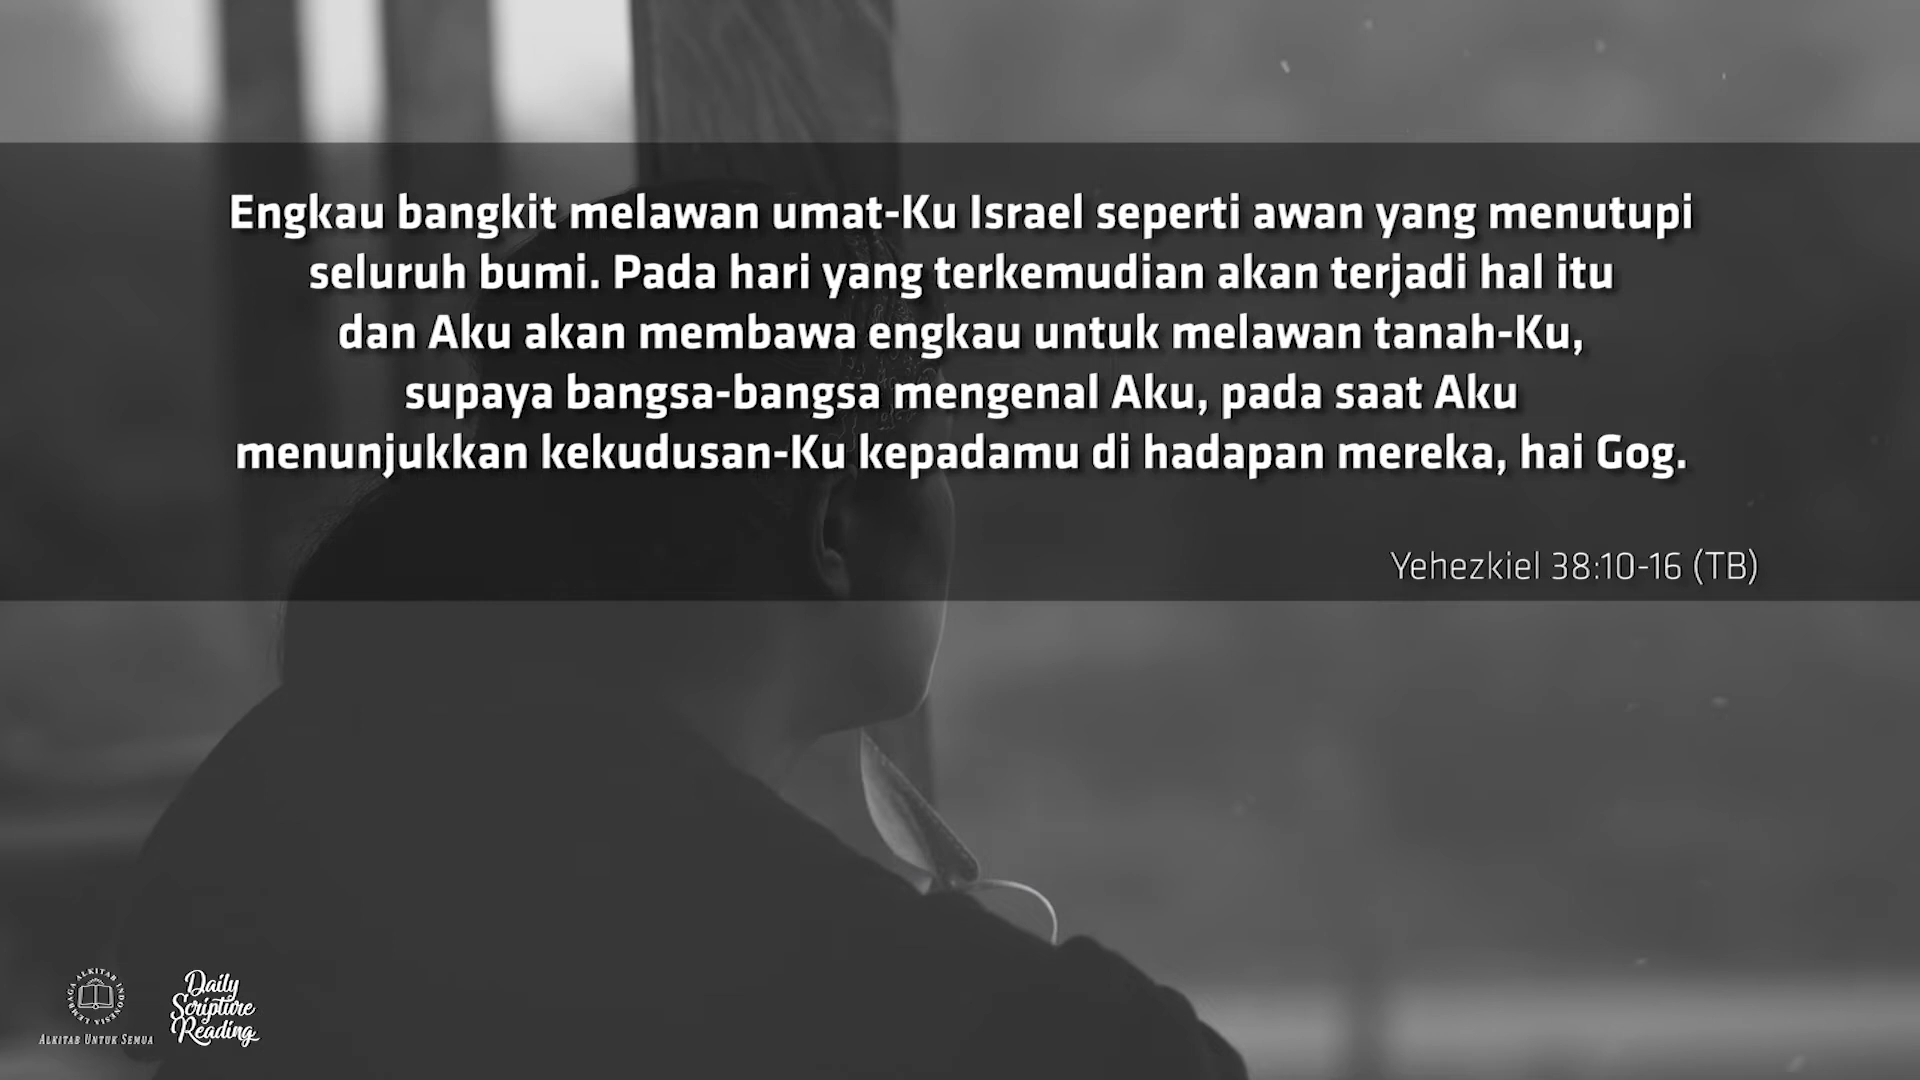 Engkau bangkit melawan umat-Ku Israel seperti awan yang menutupi
seluruh bumi. Pada hari yang terkemudian akan terjadi hal itu
dan Aku akan membawa engkau untuk melawan tanah-Ku,
supaya bangsa-bangsa mengenal Aku, pada saat Aku
menunjukkan kekudusan-Ku kepadamu di hadapan mereka, hai Gog.
Yehezkiel 38:10-16 (TB)
LEMBAGA ALKITAB INDONESIA
ALKITAB UNTUK SEMUA
Daily
Scripture
Reading